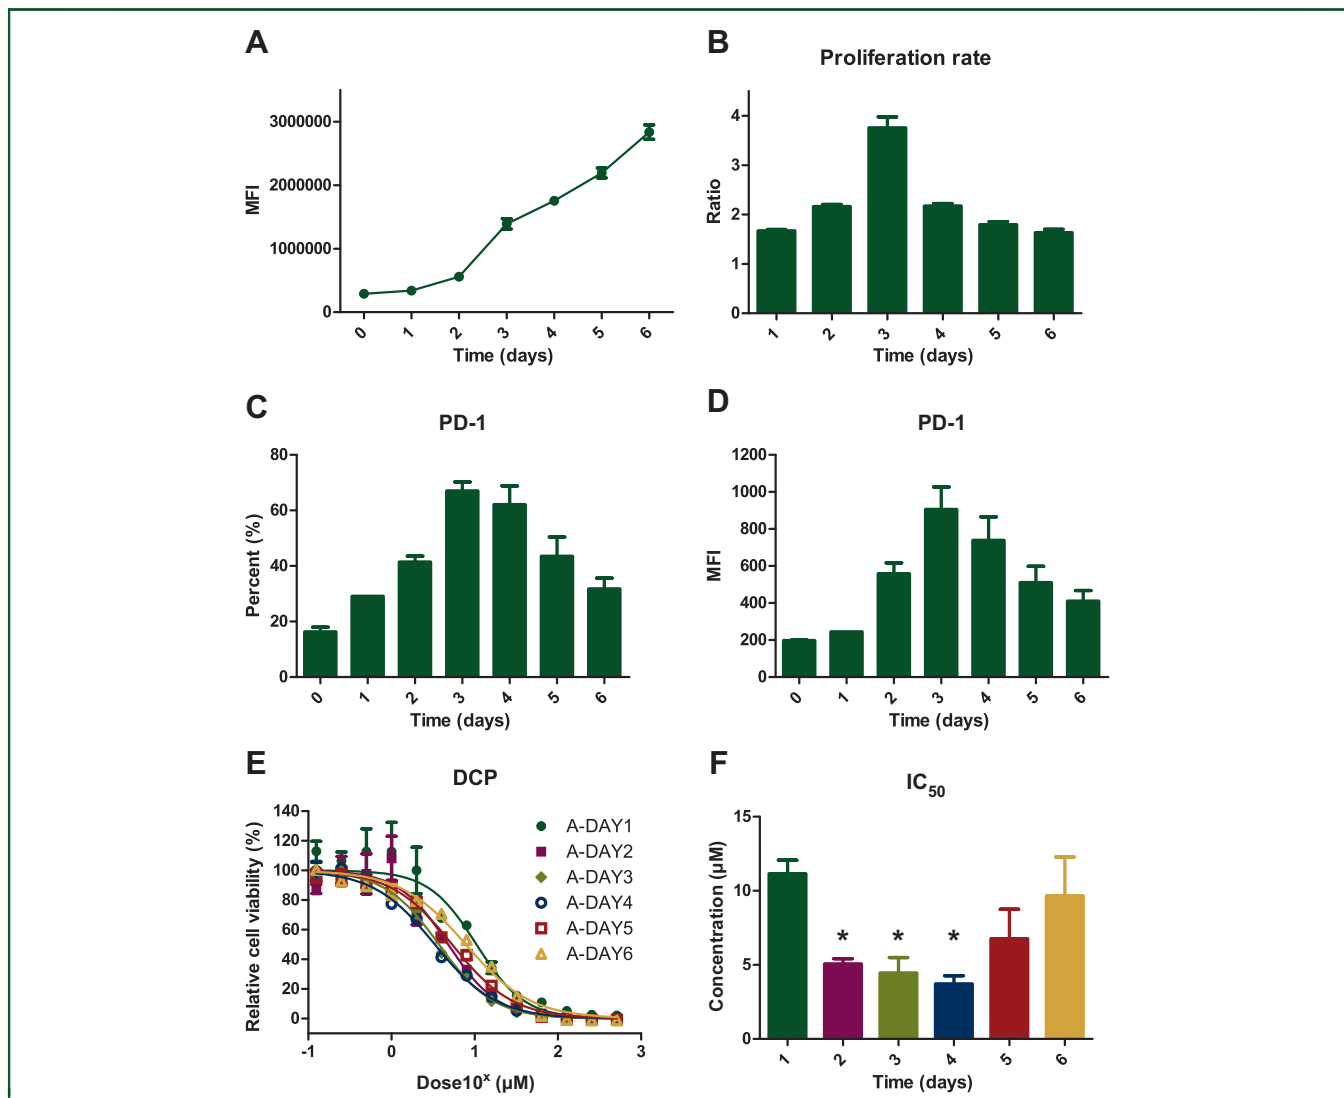 A
MFI
3000000
2000000
1000000
0
0 1 2 3 4 5 6
Time (days)
B
Proliferation rate
Ratio
4
3
2
1
0
1 2 3 4 5 6
Time (days)
C
PD-1
Percent (%)
80
60
40
20
0
0 1 2 3 4 5 6
Time (days)
D
PD-1
MFI
1200
1000
800
600
400
200
0
0 1 2 3 4 5 6
Time (days)
E
DCP
Relative cell viability (%)
140
120
100
80
60
40
20
0
-1 0 1 2 3
Dose10^x (µM)
A-DAY1
A-DAY2
A-DAY3
A-DAY4
A-DAY5
A-DAY6
F
IC50
Concentration (µM)
15
10
5
0
* * *
1 2 3 4 5 6
Time (days)